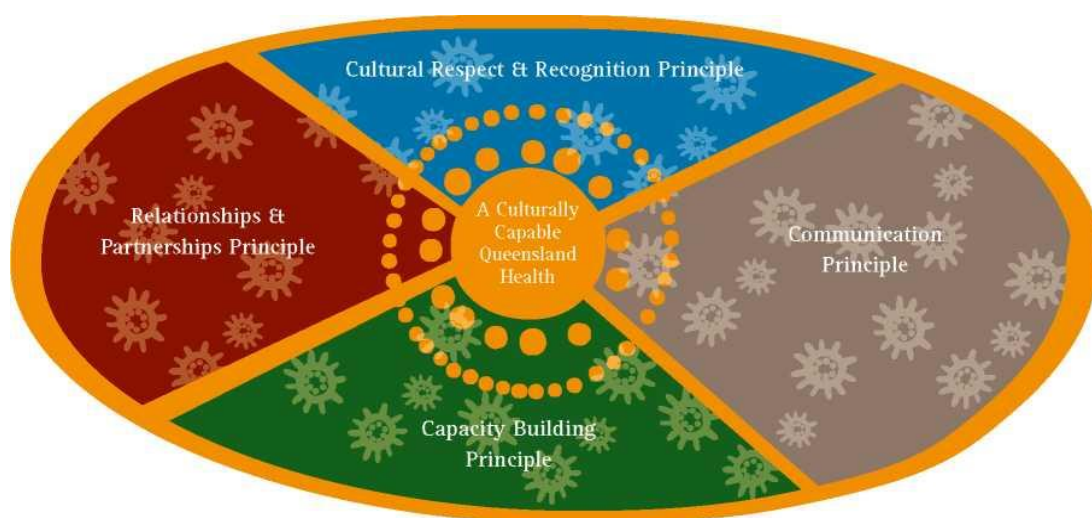 Cultural Respect & Recognition Principle
Relationships &
Partnerships Principle
A Culturally
Capable
Queensland
Health
Communication
Principle
Capacity Building
Principle